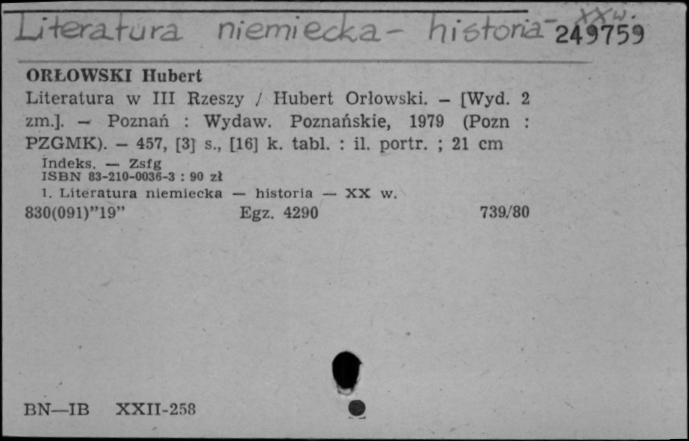 Literatura niemiecka - historia - XX w.
249759
ORŁOWSKI Hubert
Literatura w III Rzeszy / Hubert Orłowski. — [Wyd. 2
zm.]. — Poznań : Wydaw. Poznańskie, 1979 (Pozn :
PZGMK). — 457, [3] s., [16] k. tabl. : il. portr. ; 21 cm
Indeks. — Zsfg
ISBN 83-210-0036-3 : 90 zł
1. Literatura niemiecka — historia — XX w.
830(091)”19” Egz. 4290 739/80
BN—IB XXII-258